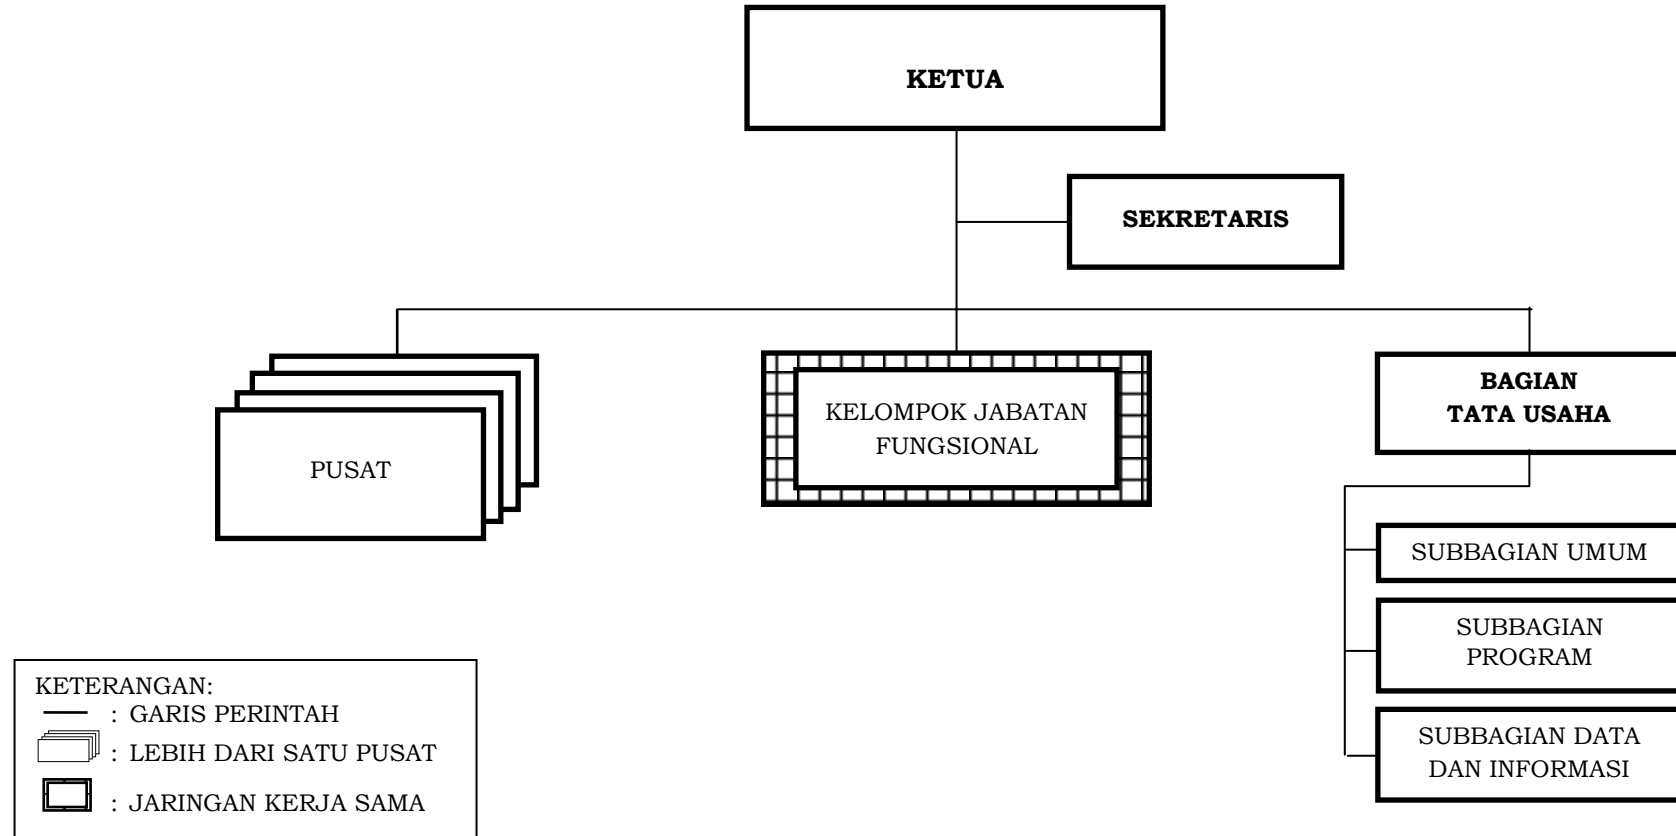 KETUA
SEKRETARIS
PUSAT
KELOMPOK JABATAN
FUNGSIONAL
BAGIAN
TATA USAHA
SUBBAGIAN UMUM
SUBBAGIAN
PROGRAM
SUBBAGIAN DATA
DAN INFORMASI
KETERANGAN:
: GARIS PERINTAH
: LEBIH DARI SATU PUSAT
: JARINGAN KERJA SAMA